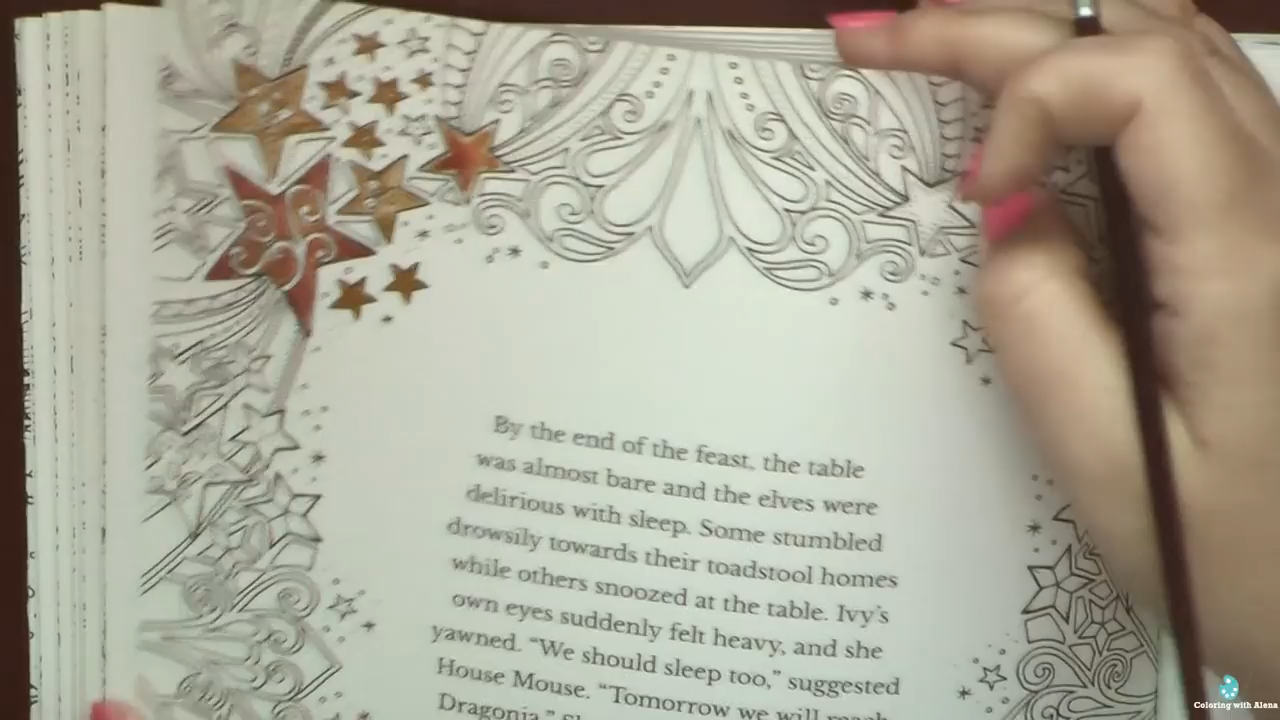 By the end of the feast, the table
was almost bare and the elves were
delirious with sleep. Some stumbled
drowsily towards their toadstool homes
while others snoozed at the table. Ivy's
own eyes suddenly felt heavy, and she
yawned. “We should sleep too,” suggested
House Mouse. “Tomorrow we will reach
Dragonia.”
Coloring with Alena